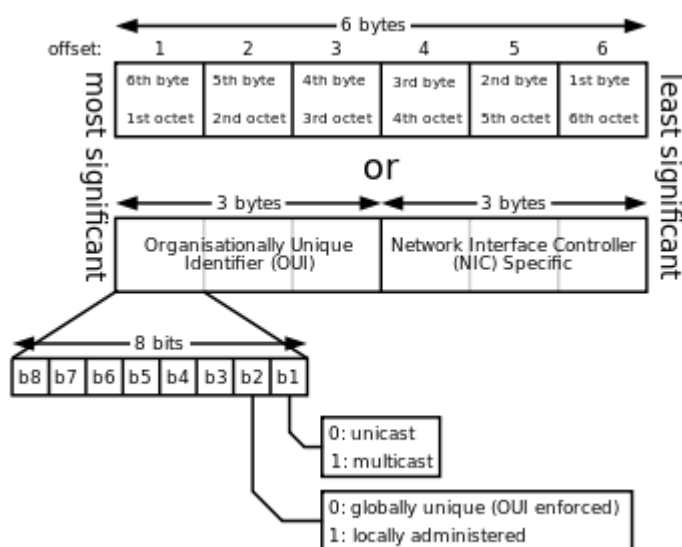 6 bytes
offset: 1 2 3 4 5 6
most significant
6th byte 5th byte 4th byte 3rd byte 2nd byte 1st byte
1st octet 2nd octet 3rd octet 4th octet 5th octet 6th octet
least significant
or
3 bytes 3 bytes
Organisationally Unique
Identifier (OUI)
Network Interface Controller
(NIC) Specific
8 bits
b8 b7 b6 b5 b4 b3 b2 b1
0: unicast
1: multicast
0: globally unique (OUI enforced)
1: locally administered